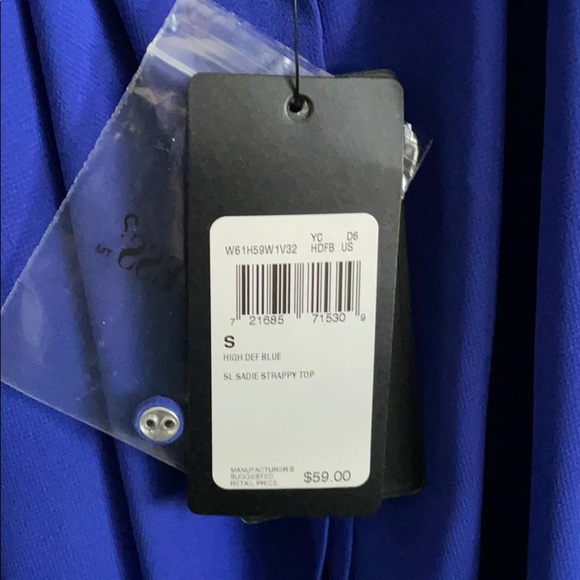 W61H59W1V32 YC D6
HDFB US
7 21685 71530 9
S
HIGH DEF BLUE
SL SADIE STRAPPY TOP
MANUFACTURER'S
SUGGESTED
RETAIL PRICE $59.00
TM